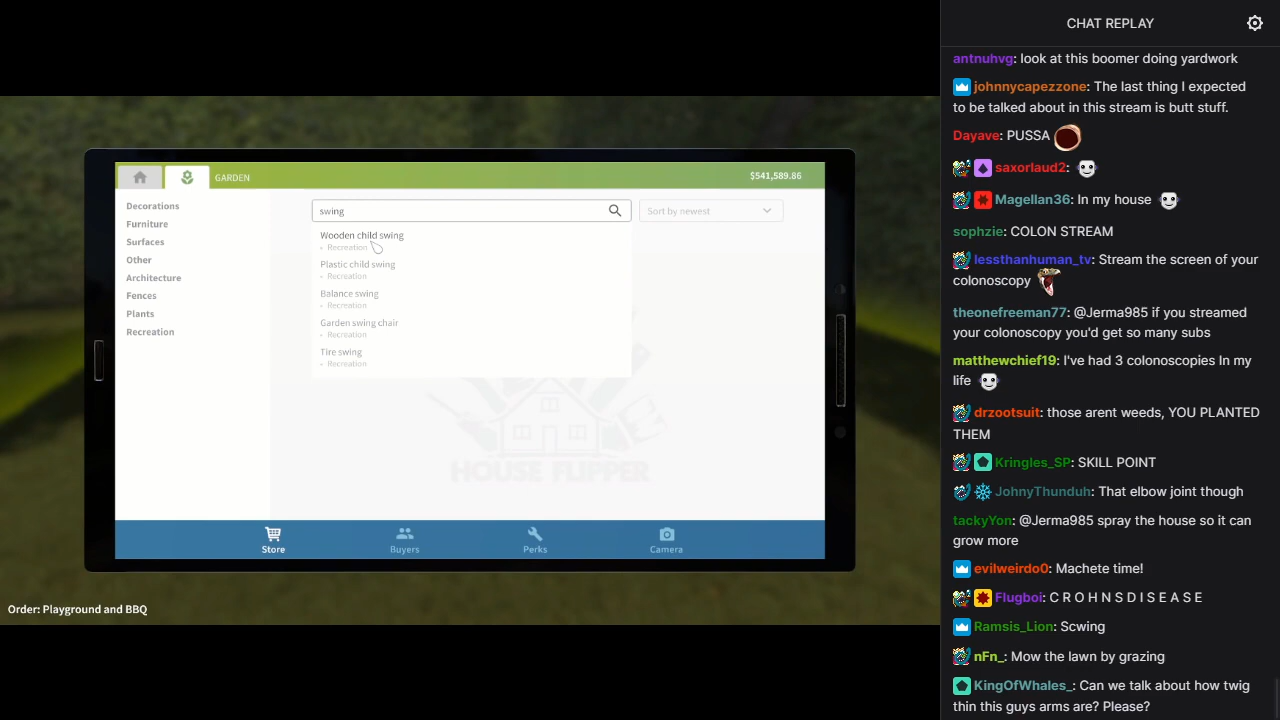 CHAT REPLAY
antnuhvg: look at this boomer doing yardwork
johnnycapezzone: The last thing I expected
to be talked about in this stream is butt stuff.
Dayave: PUSSA
saxorlaud2:
Magellan36: In my house
sophzie: COLON STREAM
lessthanhuman_tv: Stream the screen of your
colonoscopy
theonefreeman77: @Jerma985 if you streamed
your colonoscopy you'd get so many subs
matthewchief19: I've had 3 colonoscopies In my
life
drzootsuit: those arent weeds, YOU PLANTED
THEM
Kringles_SP: SKILL POINT
JohnyThunduh: That elbow joint though
tackyYon: @Jerma985 spray the house so it can
grow more
evilweirdo0: Machete time!
Flugboi: C R O H N S D I S E A S E
Ramsis_Lion: Scwing
nFn_: Mow the lawn by grazing
KingOfWhales_: Can we talk about how twig
thin this guys arms are? Please?
GARDEN
$541,589.86
Decorations
Furniture
Surfaces
Other
Architecture
Fences
Plants
Recreation
swing
Sort by newest
Wooden child swing
Recreation
Plastic child swing
Recreation
Balance swing
Recreation
Garden swing chair
Recreation
Tire swing
Recreation
HOUSE FLIPPER
Store
Buyers
Perks
Camera
Order: Playground and BBQ